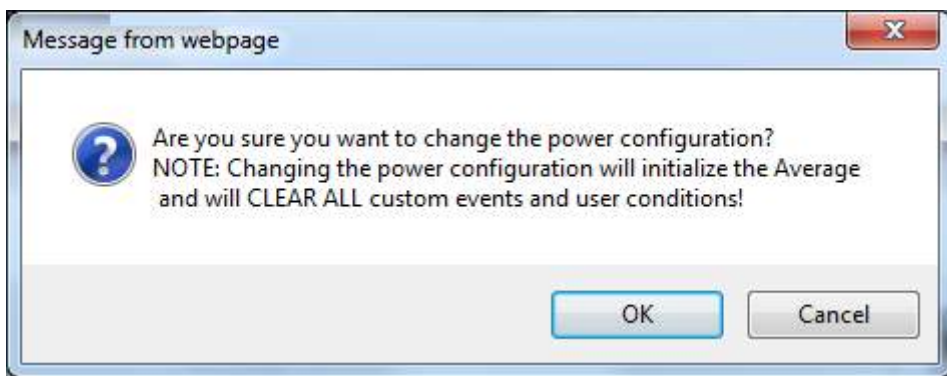 Message from webpage
Are you sure you want to change the power configuration?
NOTE: Changing the power configuration will initialize the Average
and will CLEAR ALL custom events and user conditions!
OK
Cancel